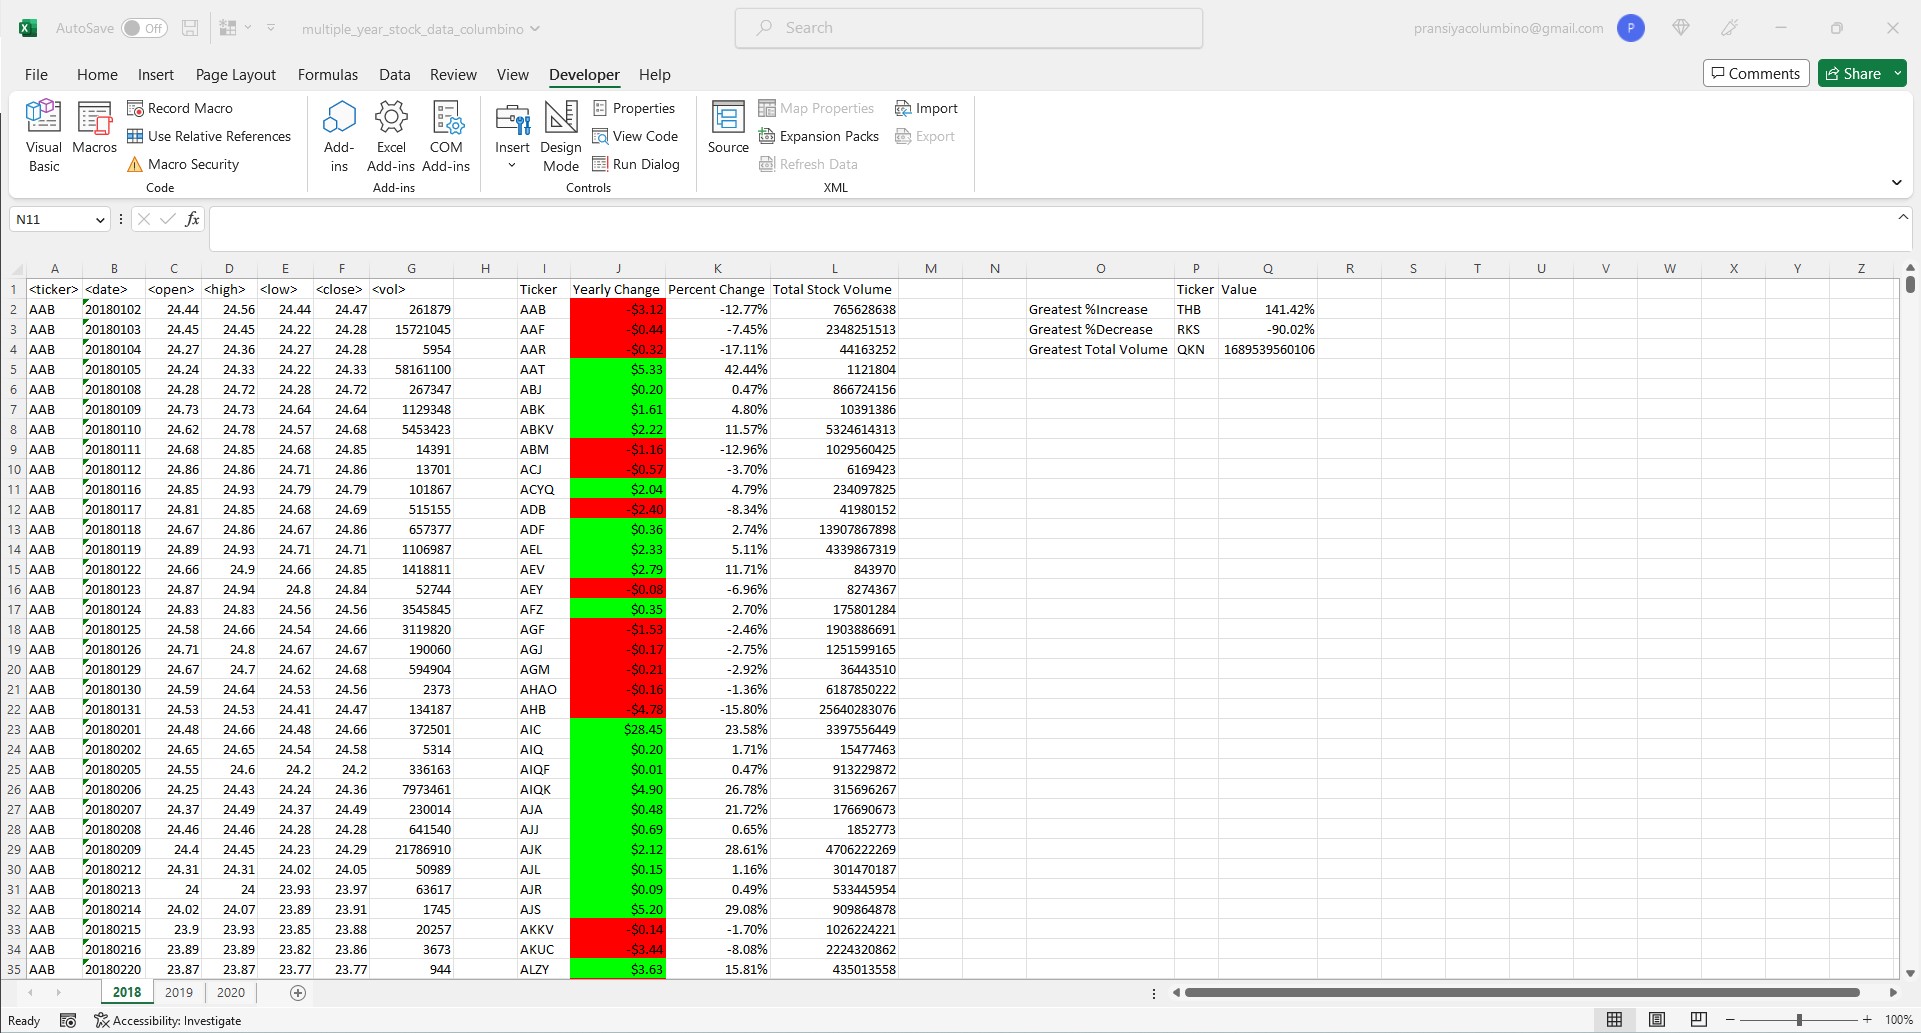 AutoSave Off multiple_year_stock_data_columbino Search pransiyacolumbino@gmail.com P
File Home Insert Page Layout Formulas Data Review View Developer Help Comments Share
Visual Basic
Macros
Record Macro
Use Relative References
Macro Security
Code
Add-ins
Excel Add-ins
COM Add-ins
Add-ins
Insert
Design Mode
Properties
View Code
Run Dialog
Controls
Source
Map Properties
Expansion Packs
Refresh Data
Import
Export
XML
N11 fx
A B C D E F G H I J K L M N O P Q R S T U V W X Y Z
1 <ticker> <date> <open> <high> <low> <close> <vol> Ticker Yearly Change Percent Change Total Stock Volume Ticker Value
2 AAB 20180102 24.44 24.56 24.44 24.47 261879 AAB -$3.12 -12.77% 765628638 Greatest %Increase THB 141.42%
3 AAB 20180103 24.45 24.45 24.22 24.28 15721045 AAF -$0.44 -7.45% 2348251513 Greatest %Decrease RKS -90.02%
4 AAB 20180104 24.27 24.36 24.27 24.28 5954 AAR -$0.32 -17.11% 44163252 Greatest Total Volume QKN 1689539560106
5 AAB 20180105 24.24 24.33 24.22 24.33 58161100 AAT $5.33 42.44% 1121804
6 AAB 20180108 24.28 24.72 24.28 24.72 267347 ABJ $0.20 0.47% 866724156
7 AAB 20180109 24.73 24.73 24.64 24.64 1129348 ABK $1.61 4.80% 10391386
8 AAB 20180110 24.62 24.78 24.57 24.68 5453423 ABKV $2.22 11.57% 5324614313
9 AAB 20180111 24.68 24.85 24.68 24.85 14391 ABM -$1.16 -12.96% 1029560425
10 AAB 20180112 24.86 24.86 24.71 24.86 13701 ACJ -$0.57 -3.70% 6169423
11 AAB 20180116 24.85 24.93 24.79 24.79 101867 ACYQ $2.04 4.79% 234097825
12 AAB 20180117 24.81 24.85 24.68 24.69 515155 ADB -$2.40 -8.34% 41980152
13 AAB 20180118 24.67 24.86 24.67 24.86 657377 ADF $0.36 2.74% 13907867898
14 AAB 20180119 24.89 24.93 24.71 24.71 1106987 AEL $2.33 5.11% 4339867319
15 AAB 20180122 24.66 24.9 24.66 24.85 1418811 AEV $2.79 11.71% 843970
16 AAB 20180123 24.87 24.94 24.8 24.84 52744 AEY -$0.08 -6.96% 8274367
17 AAB 20180124 24.83 24.83 24.56 24.56 3545845 AFZ $0.35 2.70% 175801284
18 AAB 20180125 24.58 24.66 24.54 24.66 3119820 AGF -$1.53 -2.46% 1903886691
19 AAB 20180126 24.71 24.8 24.67 24.67 190060 AGJ -$0.17 -2.75% 1251599165
20 AAB 20180129 24.67 24.7 24.62 24.68 594904 AGM -$0.21 -2.92% 36443510
21 AAB 20180130 24.59 24.64 24.53 24.56 2373 AHAO -$0.16 -1.36% 6187850222
22 AAB 20180131 24.53 24.53 24.41 24.47 134187 AHB -$4.78 -15.80% 25640283076
23 AAB 20180201 24.48 24.66 24.48 24.66 372501 AIC $28.45 23.58% 3397556449
24 AAB 20180202 24.65 24.65 24.54 24.58 5314 AIQ $0.20 1.71% 15477463
25 AAB 20180205 24.55 24.6 24.2 24.2 336163 AIQF $0.01 0.47% 913229872
26 AAB 20180206 24.25 24.43 24.24 24.36 7973461 AIQK $4.90 26.78% 315696267
27 AAB 20180207 24.37 24.49 24.37 24.49 230014 AJA $0.48 21.72% 176690673
28 AAB 20180208 24.46 24.46 24.28 24.28 641540 AJJ $0.69 0.65% 1852773
29 AAB 20180209 24.4 24.45 24.23 24.29 21786910 AJK $2.12 28.61% 4706222269
30 AAB 20180212 24.31 24.31 24.02 24.05 50989 AJL $0.15 1.16% 301470187
31 AAB 20180213 24 24 23.93 23.97 63617 AJR $0.09 0.49% 533445954
32 AAB 20180214 24.02 24.07 23.89 23.91 1745 AJS $5.20 29.08% 909864878
33 AAB 20180215 23.9 23.93 23.85 23.88 20257 AKKV -$0.14 -1.70% 1026224221
34 AAB 20180216 23.89 23.89 23.82 23.86 3673 AKUC -$3.44 -8.08% 2224320862
35 AAB 20180220 23.87 23.87 23.77 23.77 944 ALZY $3.63 15.81% 435013558
2018 2019 2020
Ready Accessibility: Investigate 100%